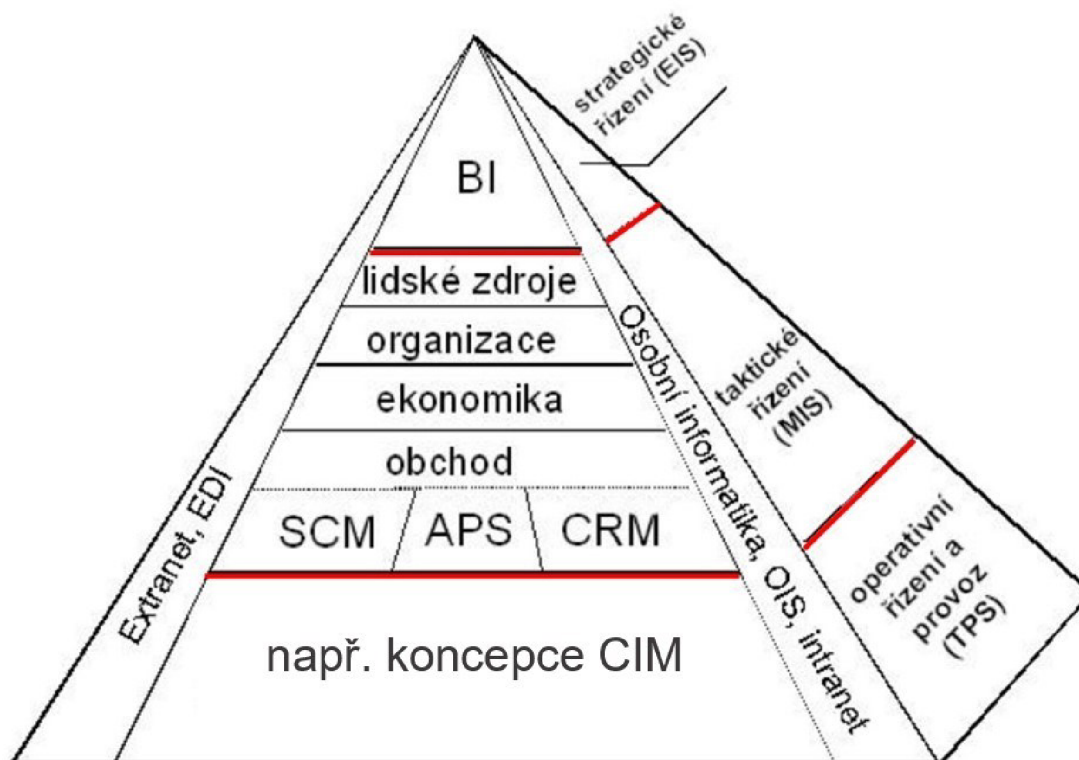 strategické
řízení (EIS)
BI
lidské zdroje
organizace
ekonomika
obchod
SCM APS CRM
např. koncepce CIM
Extranet, EDI
Osobní informatika, OIS, intranet
taktické
řízení
(MIS)
operativní
řízení a
provoz
(TPS)